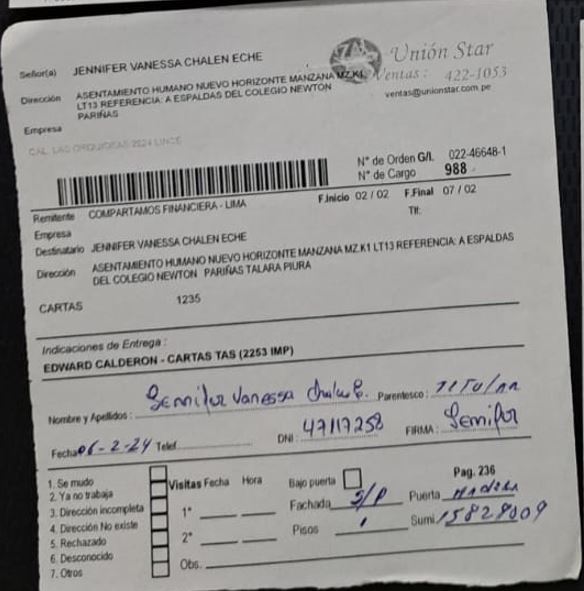 Señor(a) JENNIFER VANESSA CHALEN ECHE
Unión Star
Ventas : 422-1053
ventas@unionstar.com.pe
Dirección ASENTAMIENTO HUMANO NUEVO HORIZONTE MANZANA MZ.K1
LT13 REFERENCIA: A ESPALDAS DEL COLEGIO NEWTON
PARIÑAS
Empresa
CAL. LAS ORQUIDEAS 2224 LINCE
N° de Orden G/I. 022-46648-1
N° de Cargo 988
Remitente COMPARTAMOS FINANCIERA - LIMA F.Inicio 02 / 02 F.Final 07 / 02
Empresa Tlf:
Destinatario JENNIFER VANESSA CHALEN ECHE
Dirección ASENTAMIENTO HUMANO NUEVO HORIZONTE MANZANA MZ.K1 LT13 REFERENCIA: A ESPALDAS
DEL COLEGIO NEWTON PARIÑAS TALARA PIURA
CARTAS 1235
Indicaciones de Entrega :
EDWARD CALDERON - CARTAS TAS (2253 IMP)
Nombre y Apellidos : Jennifer Vanessa Chalen E. Parentesco : Titular
Fecha 06-2-24 Telef. DNI : 47117258 FIRMA : Jennifer
1. Se mudo Visitas Fecha Hora Bajo puerta Pag. 236
2. Ya no trabaja
3. Dirección incompleta 1° Fachada S/P Puerta Madera
4. Dirección No existe
5. Rechazado 2° Pisos 1 Sumi 15829009
6. Desconocido
7. Otros Obs.